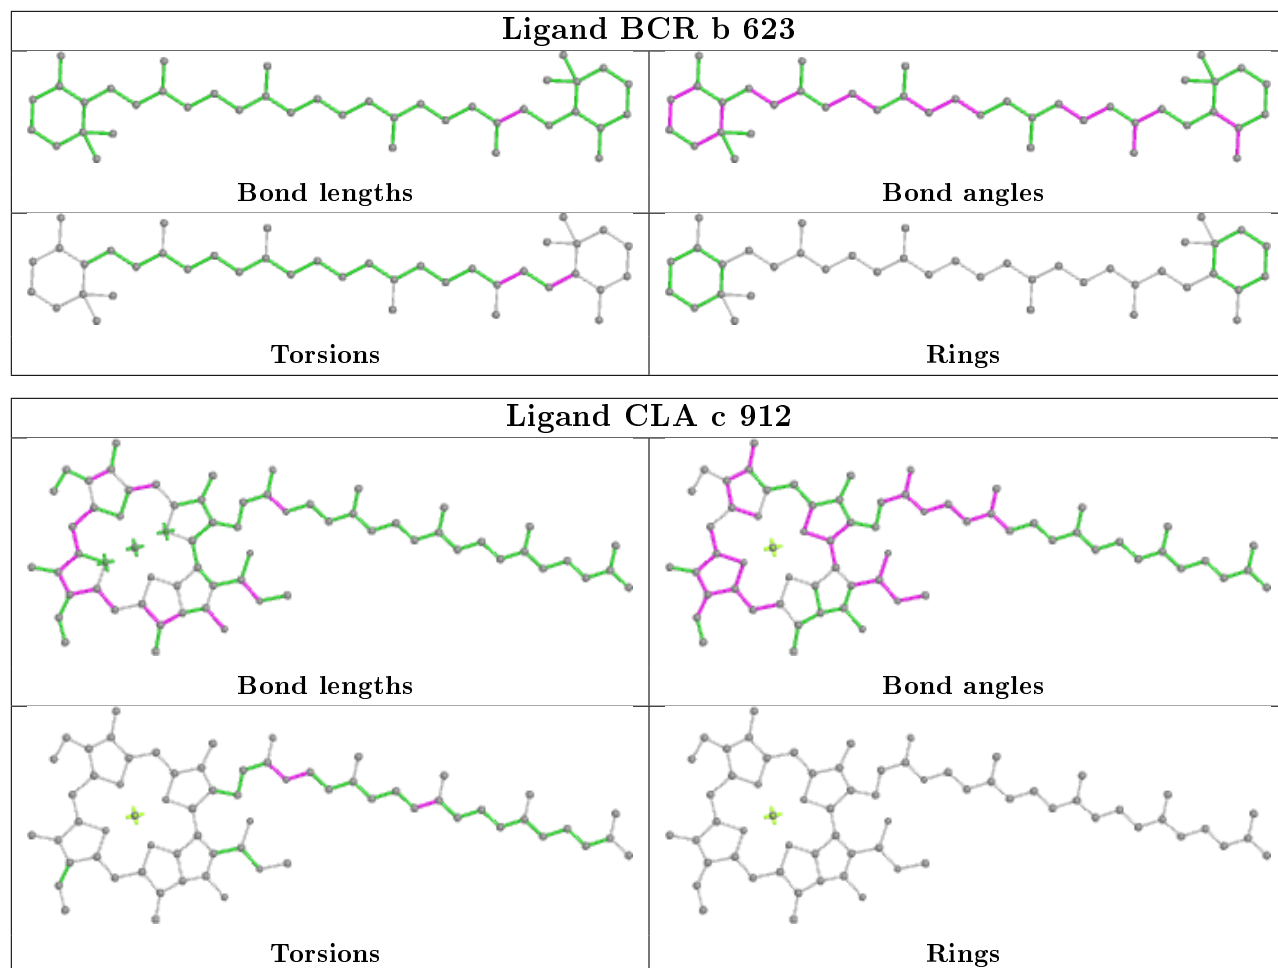 Ligand BCR b 623
Bond lengths
Bond angles
Torsions
Rings
Ligand CLA c 912
Bond lengths
Bond angles
Torsions
Rings